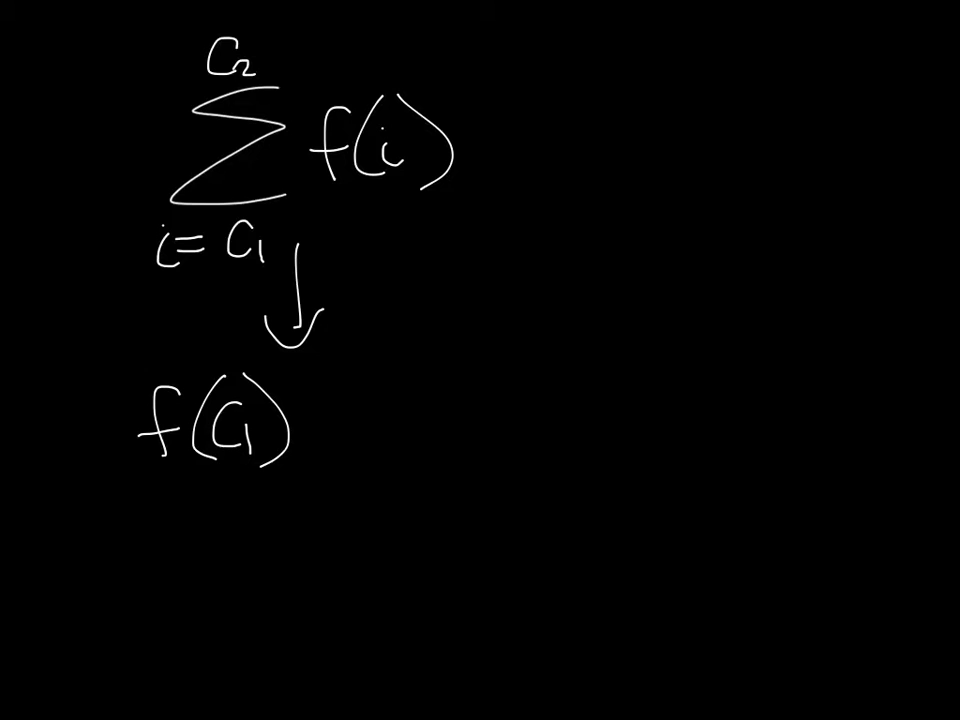 C₂
∑ f(i)
i = C₁
↓
f(C₁)